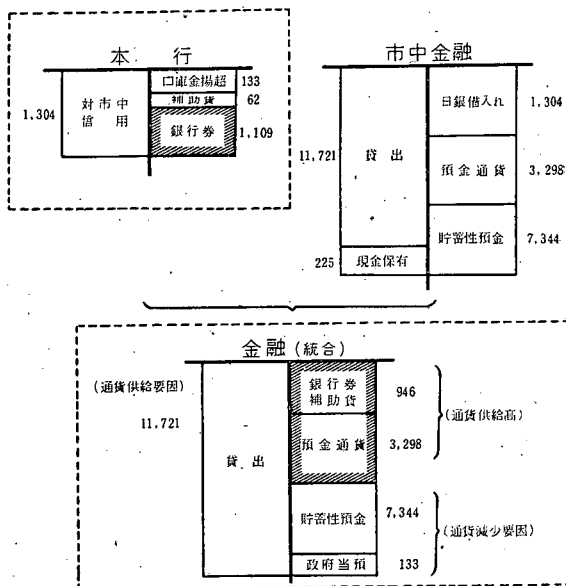 本行
1,304
対市中
信用
口座金揚超 133
補助貨 62
銀行券 1,109
市中金融
11,721
貸出
225
現金保有
日銀借入れ 1,304
預金通貨 3,298
貯蓄性預金 7,344
金融(統合)
(通貨供給要因)
11,721
貸出
銀行券
補助貨
946
預金通貨 3,298
(通貨供給高)
貯蓄性預金 7,344
政府当預 133
(通貨減少要因)